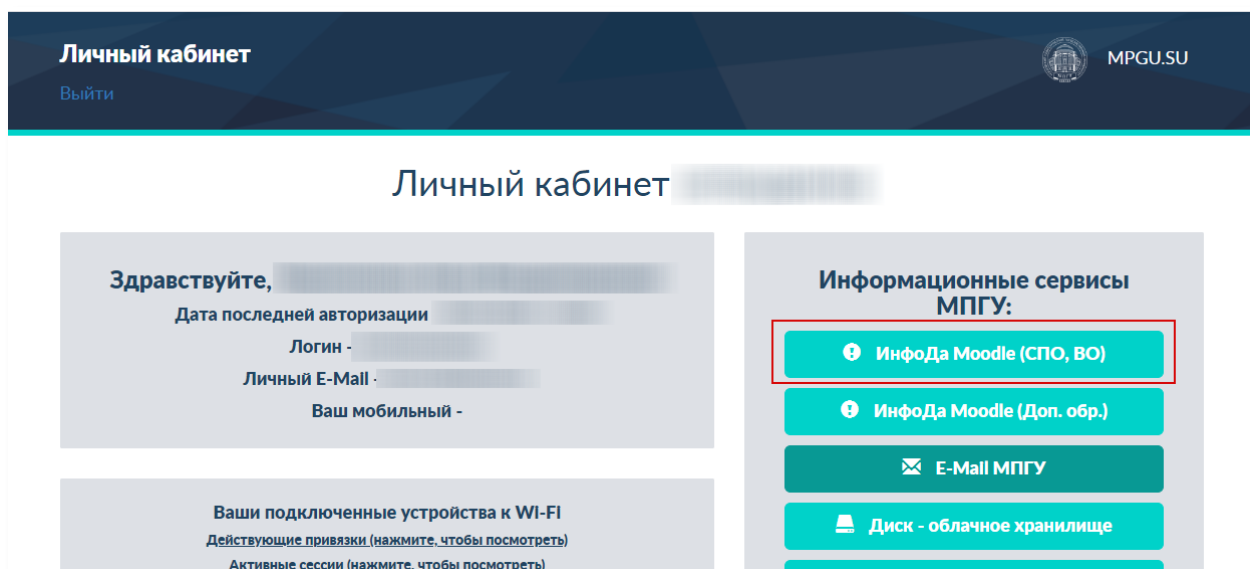 Личный кабинет
Выйти
MPGU.SU
Личный кабинет
Здравствуйте,
Дата последней авторизации
Логин -
Личный E-Mail -
Ваш мобильный -
Ваши подключенные устройства к WI-FI
Действующие привязки (нажмите, чтобы посмотреть)
Активные сессии (нажмите, чтобы посмотреть)
Информационные сервисы
МПГУ:
ИнфоДа Moodle (СПО, ВО)
ИнфоДа Moodle (Доп. обр.)
E-Mail МПГУ
Диск - облачное хранилище